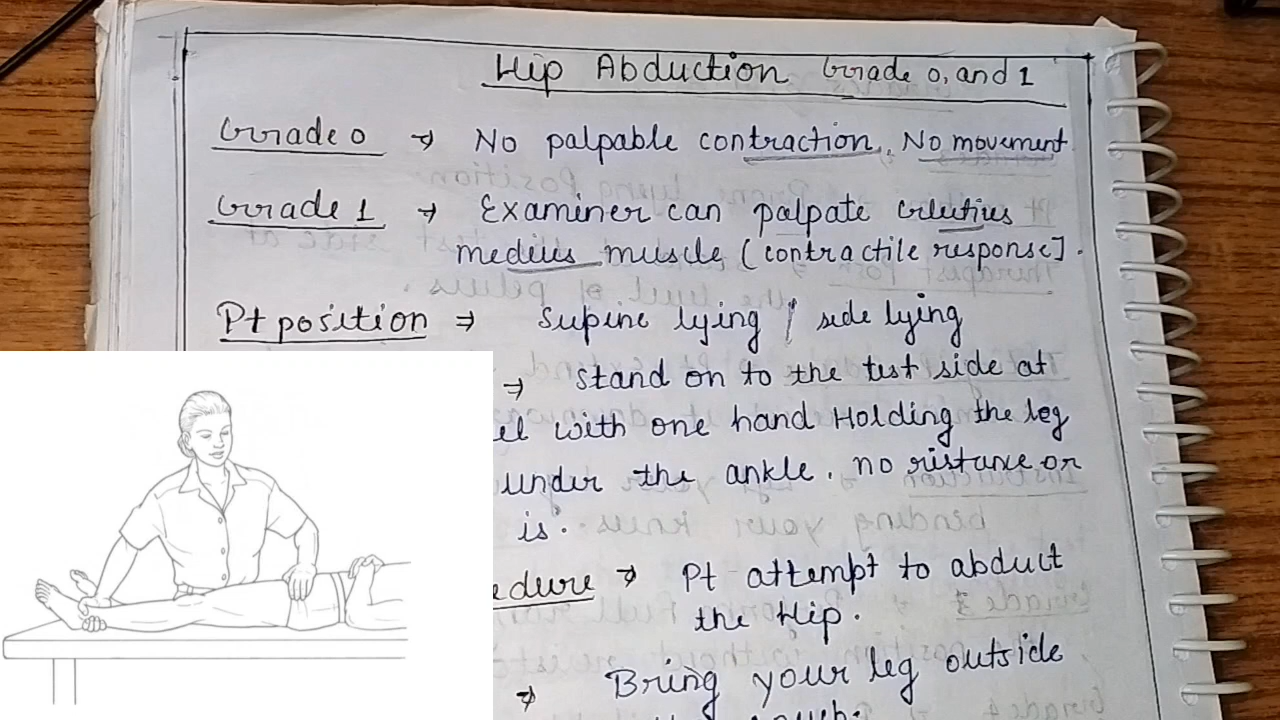 Hip Abduction Grade 0, and 1
Grade 0 → No palpable contraction, No movement
Grade 1 → Examiner can palpate Glutius
medius muscle (contractile response].
Pt position ⇒ Supine lying / side lying
→ stand on to the test side at
el with one hand Holding the leg
under the ankle. no ristance or
is.
edure → Pt attempt to abduct
the Hip.
→ Bring your leg outside